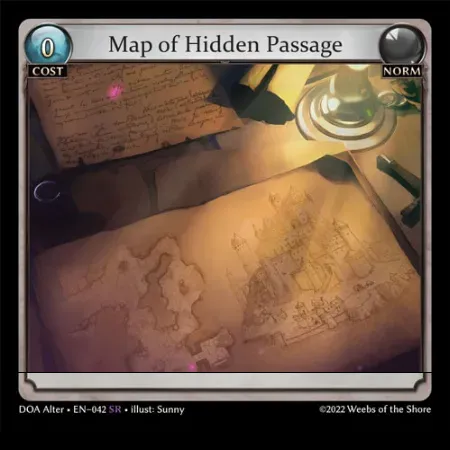 0
Map of Hidden Passage
COST
NORM
DOA Alter • EN-042 SR • illust: Sunny
©2022 Weebs of the Shore